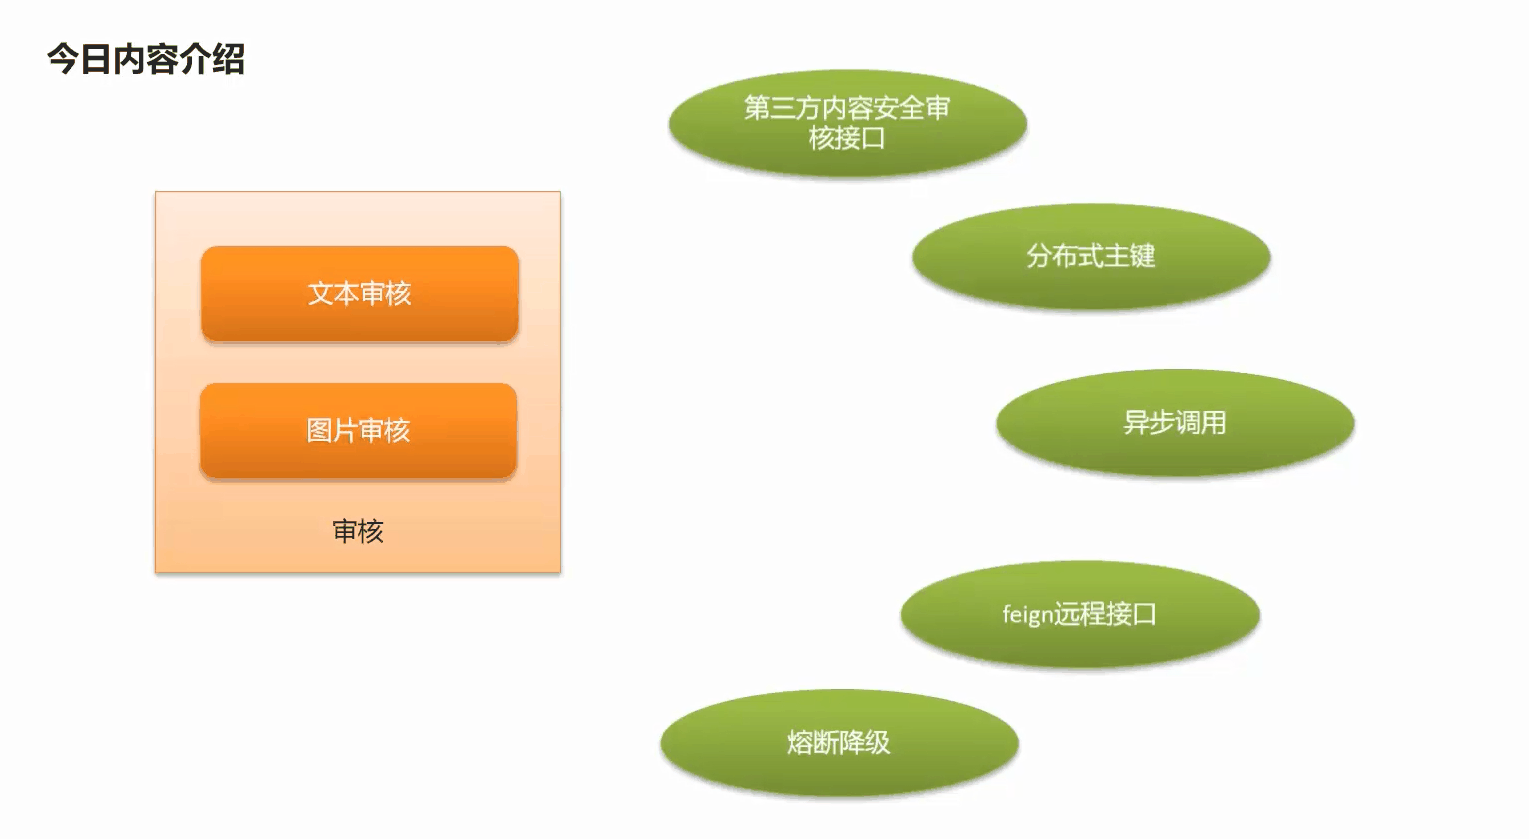 今日内容介绍
文本审核
图片审核
审核
第三方内容安全审
核接口
分布式主键
异步调用
feign远程接口
熔断降级